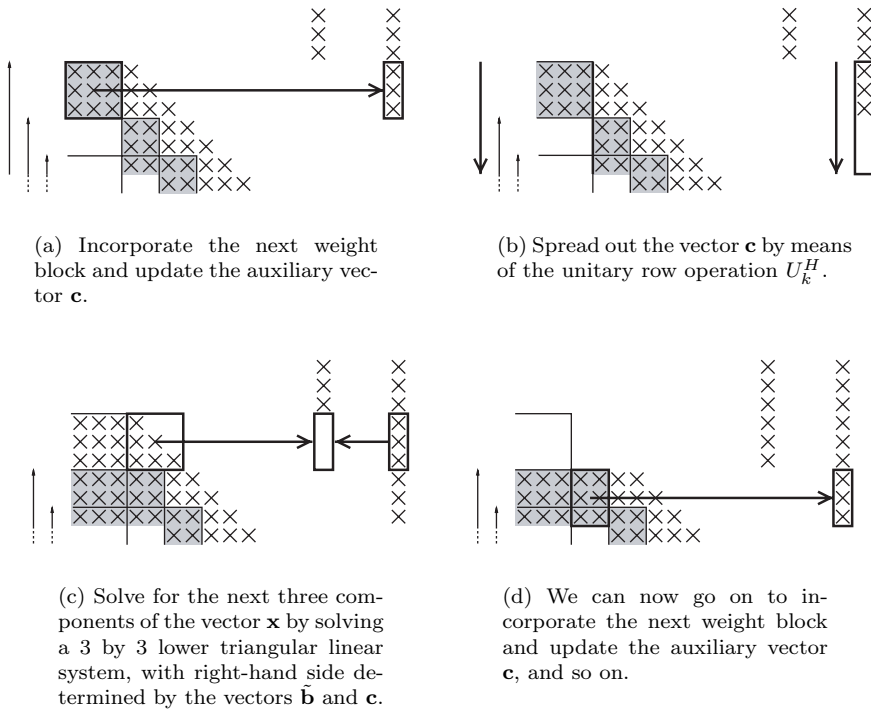 (a) Incorporate the next weight
block and update the auxiliary vec-
tor c.
(b) Spread out the vector c by means
of the unitary row operation U_k^H.
(c) Solve for the next three com-
ponents of the vector x by solving
a 3 by 3 lower triangular linear
system, with right-hand side de-
termined by the vectors b̃ and c.
(d) We can now go on to in-
corporate the next weight block
and update the auxiliary vector
c, and so on.